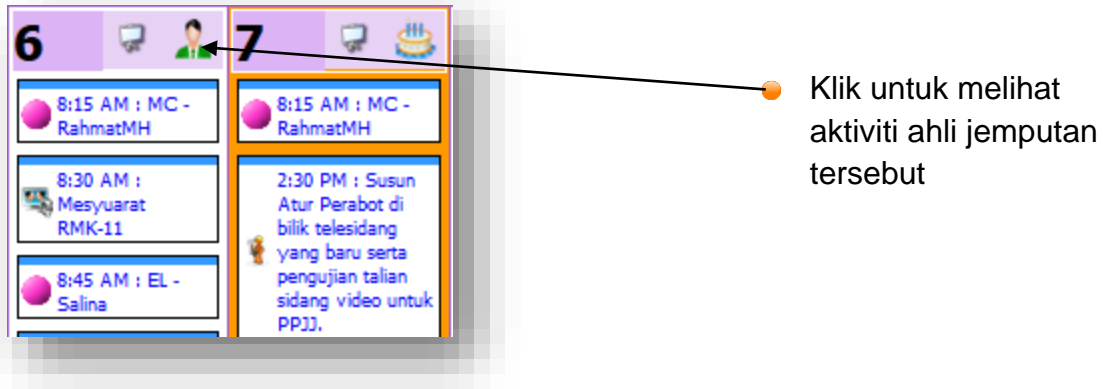 6
8:15 AM : MC -
RahmatMH
8:30 AM :
Mesyuarat
RMK-11
8:45 AM : EL -
Salina
7
8:15 AM : MC -
RahmatMH
2:30 PM : Susun
Atur Perabot di
bilik telesidang
yang baru serta
pengujian talian
sidang video untuk
PPJJ.
Klik untuk melihat
aktiviti ahli jemputan
tersebut